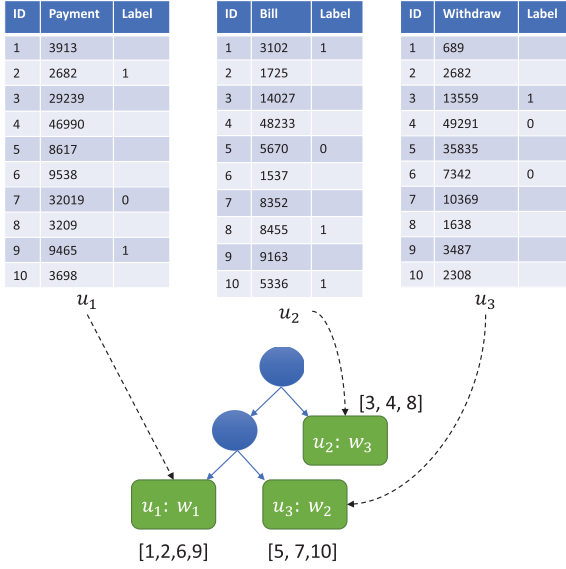 ID Payment Label
1 3913
2 2682 1
3 29239
4 46990
5 8617
6 9538
7 32019 0
8 3209
9 9465 1
10 3698
u1
ID Bill Label
1 3102 1
2 1725
3 14027
4 48233
5 5670 0
6 1537
7 8352
8 8455 1
9 9163
10 5336 1
u2
ID Withdraw Label
1 689
2 2682
3 13559 1
4 49291 0
5 35835
6 7342 0
7 10369
8 1638
9 3487
10 2308
u3
[3, 4, 8]
u2: w3
u1: w1
u3: w2
[1,2,6,9]
[5, 7,10]